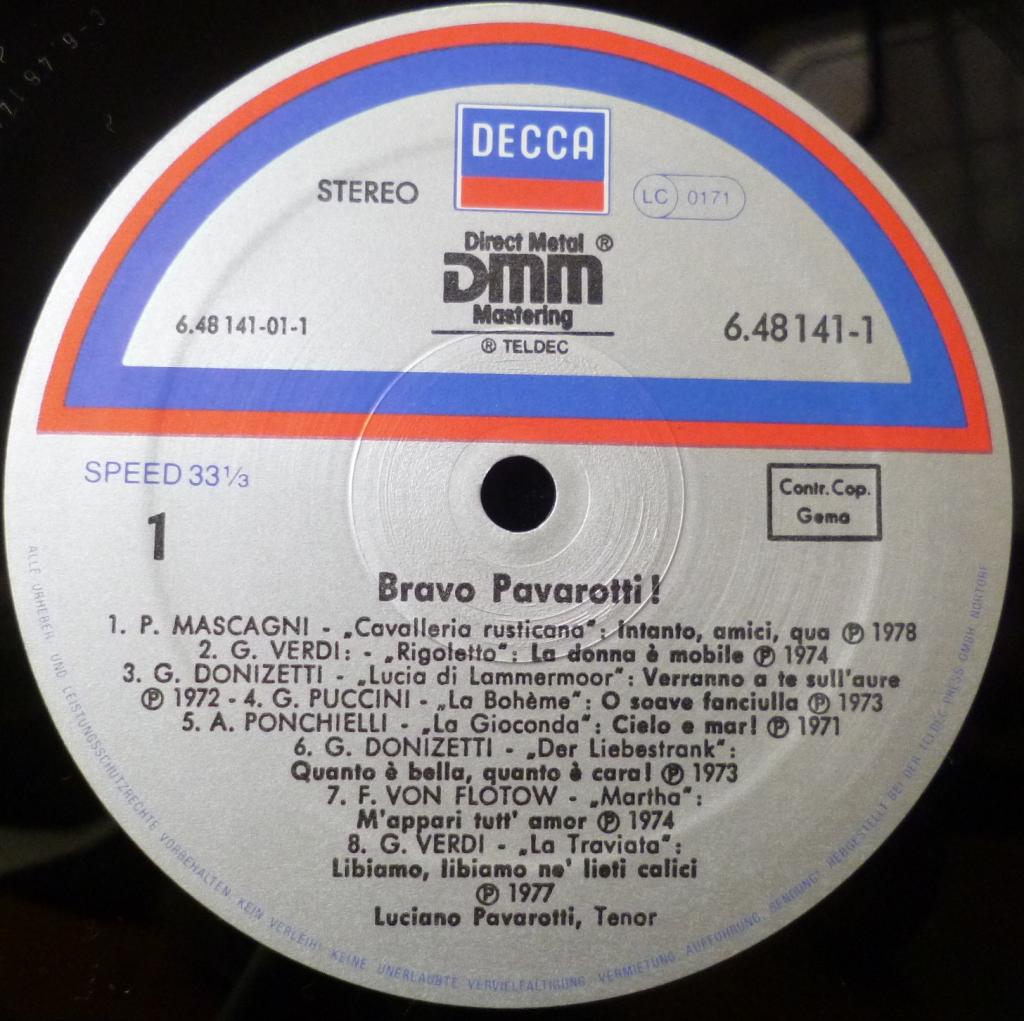 DECCA
STEREO
LC 0171
Direct Metal ®
DMM
Mastering
® TELDEC
6.48 141-01-1
6.48 141-1
SPEED 33⅓
1
Contr. Cop.
Gema
Bravo Pavarotti!
1. P. MASCAGNI - „Cavalleria rusticana": Intanto, amici, qua ℗ 1978
2. G. VERDI: - „Rigoletto": La donna è mobile ℗ 1974
3. G. DONIZETTI - „Lucia di Lammermoor": Verranno a te sull'aure
℗ 1972 - 4. G. PUCCINI - „La Bohème": O soave fanciulla ℗ 1973
5. A. PONCHIELLI - „La Gioconda": Cielo e mar! ℗ 1971
6. G. DONIZETTI - „Der Liebestrank":
Quanto è bella, quanto è cara! ℗ 1973
7. F. VON FLOTOW - „Martha":
M'appari tutt' amor ℗ 1974
8. G. VERDI - „La Traviata":
Libiamo, libiamo ne' lieti calici
℗ 1977
Luciano Pavarotti, Tenor
ALLE URHEBER UND LEISTUNGSSCHUTZRECHTE VORBEHALTEN KEIN VERLEIH! KEINE UNERLAUBTE VERVIELFÄLTIGUNG, VERMIETUNG, AUFFÜHRUNG, SENDUNG! HERGESTELLT BEI DER TELDEC-PRESS GMBH, NORTORF